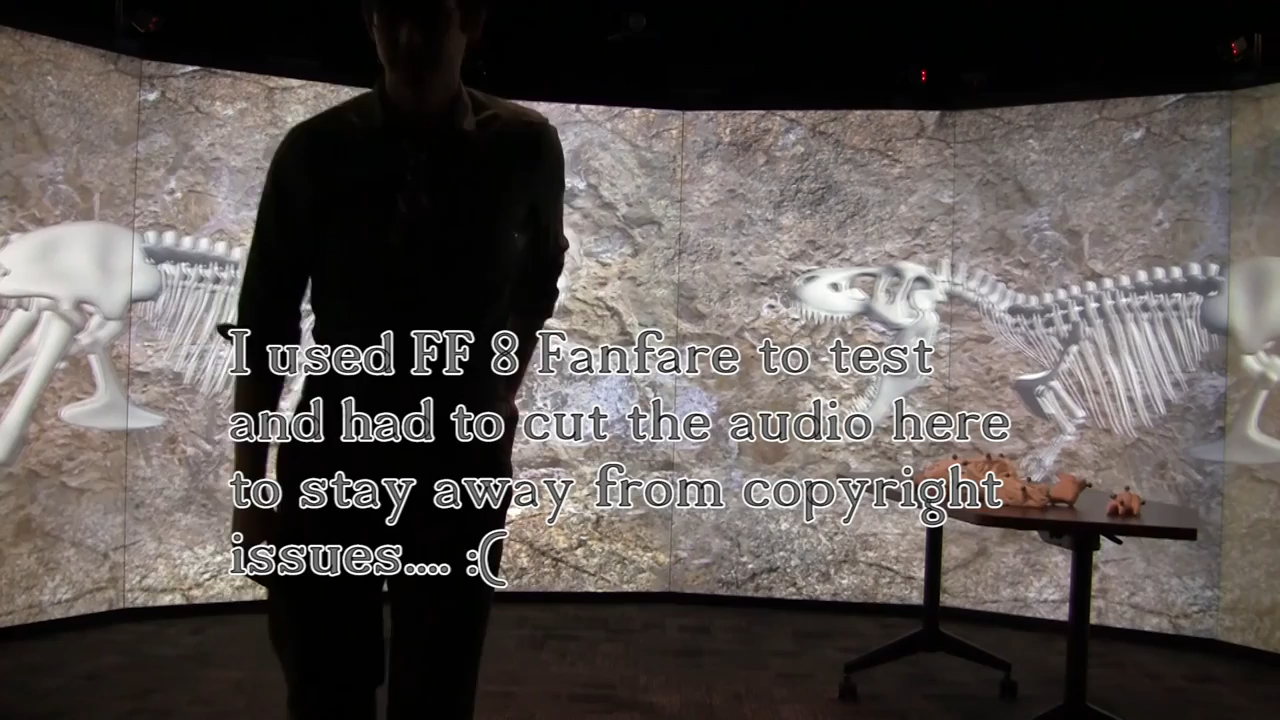 I used FF 8 Fanfare to test
and had to cut the audio here
to stay away from copyright
issues.... :(